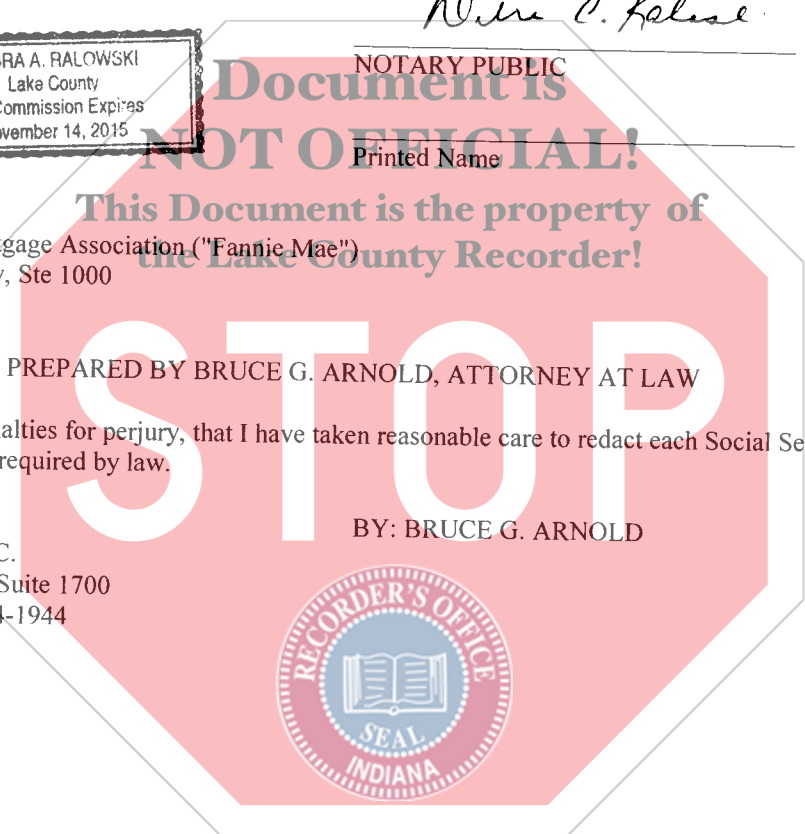 RA A. RALOWSKI
Lake County
Commission Expires
vember 14, 2015
NOTARY PUBLIC
Printed Name
Document is
NOT OFFICIAL!
This Document is the property of
the Lake County Recorder!
tgage Association ("Fannie Mae")
, Ste 1000
PREPARED BY BRUCE G. ARNOLD, ATTORNEY AT LAW
alties for perjury, that I have taken reasonable care to redact each Social Se
required by law.
STOP
BY: BRUCE G. ARNOLD
C.
Suite 1700
-1944
RECORDER'S OFFICE
SEAL
INDIANA